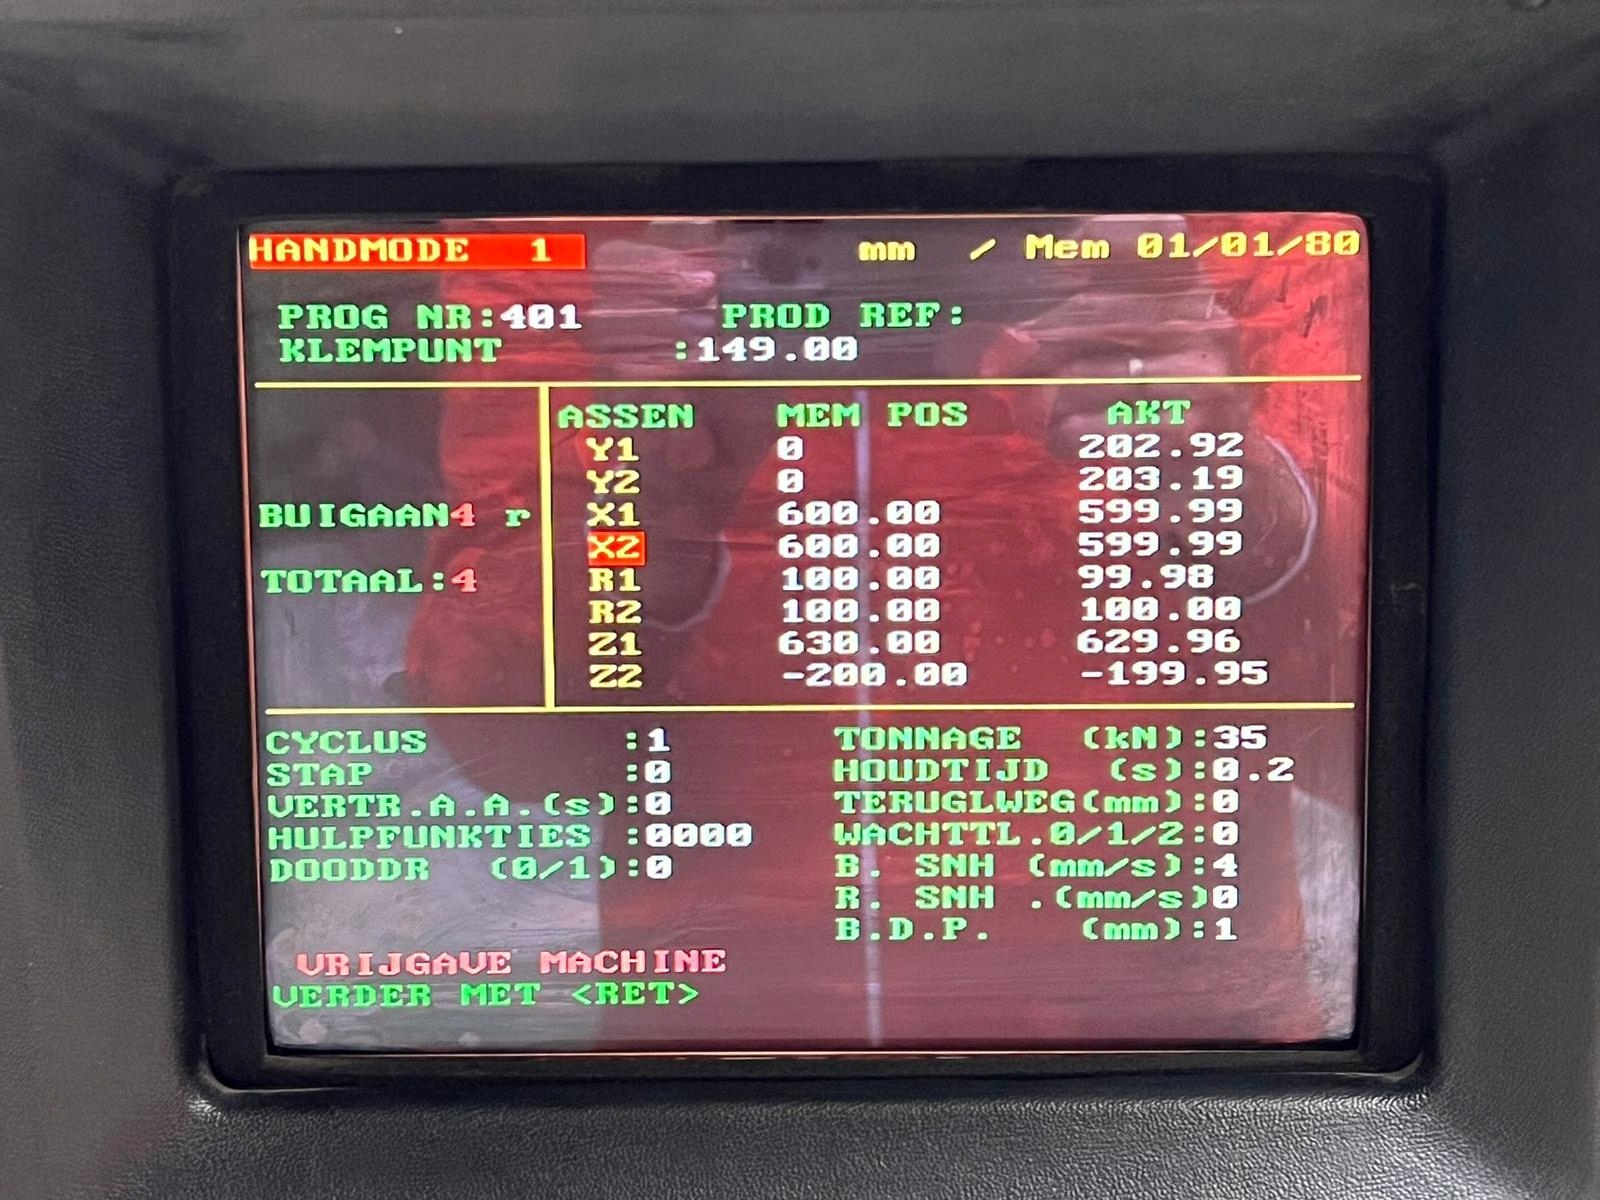 HANDMODE 1 mm / Mem 01/01/80
PROG NR:401 PROD REF:
KLEMPUNT :149.00
ASSEN MEM POS AKT
Y1 0 202.92
Y2 0 203.19
BUIGAAN4 r X1 600.00 599.99
X2 600.00 599.99
TOTAAL:4 R1 100.00 99.98
R2 100.00 100.00
Z1 630.00 629.96
Z2 -200.00 -199.95
CYCLUS :1 TONNAGE (kN):35
STAP :0 HOUDTIJD (s):0.2
VERTR.A.A.(s):0 TERUGLWEG(mm):0
HULPFUNKTIES :0000 WACHTTL.0/1/2:0
DOODDR (0/1):0 B. SNH (mm/s):4
R. SNH .(mm/s)0
B.D.P. (mm):1
VRIJGAVE MACHINE
VERDER MET <RET>